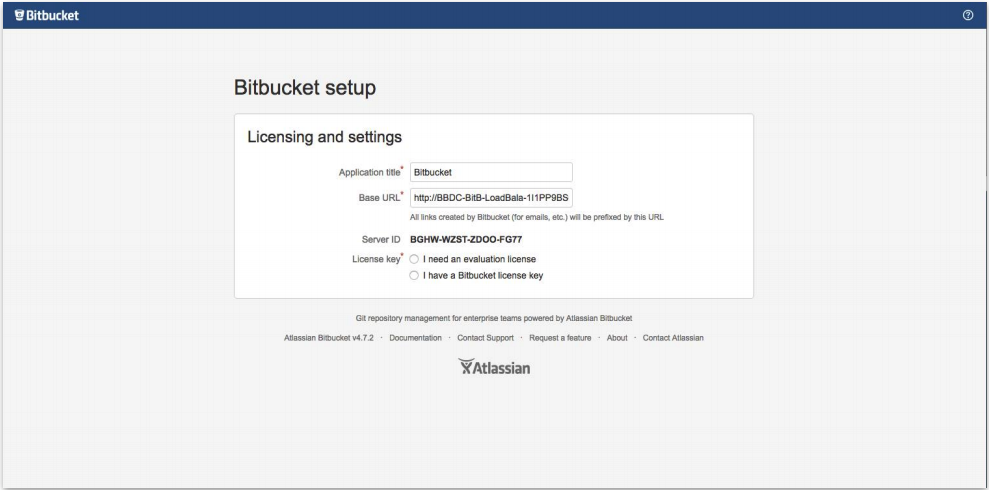 Bitbucket
Bitbucket setup
Licensing and settings
Application title* Bitbucket
Base URL* http://BBDC-BitB-LoadBala-1I1PP9BS
All links created by Bitbucket (for emails, etc.) will be prefixed by this URL
Server ID BGHW-WZST-ZDOO-FG77
License key* I need an evaluation license
I have a Bitbucket license key
Git repository management for enterprise teams powered by Atlassian Bitbucket
Atlassian Bitbucket v4.7.2 · Documentation · Contact Support · Request a feature · About · Contact Atlassian
Atlassian